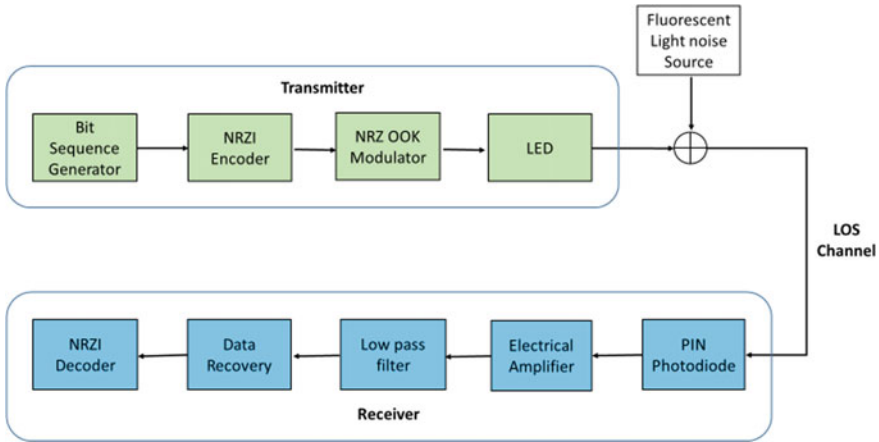 Fluorescent
Light noise
Source
Transmitter
Bit
Sequence
Generator
NRZI
Encoder
NRZ OOK
Modulator
LED
LOS
Channel
NRZI
Decoder
Data
Recovery
Low pass
filter
Electrical
Amplifier
PIN
Photodiode
Receiver